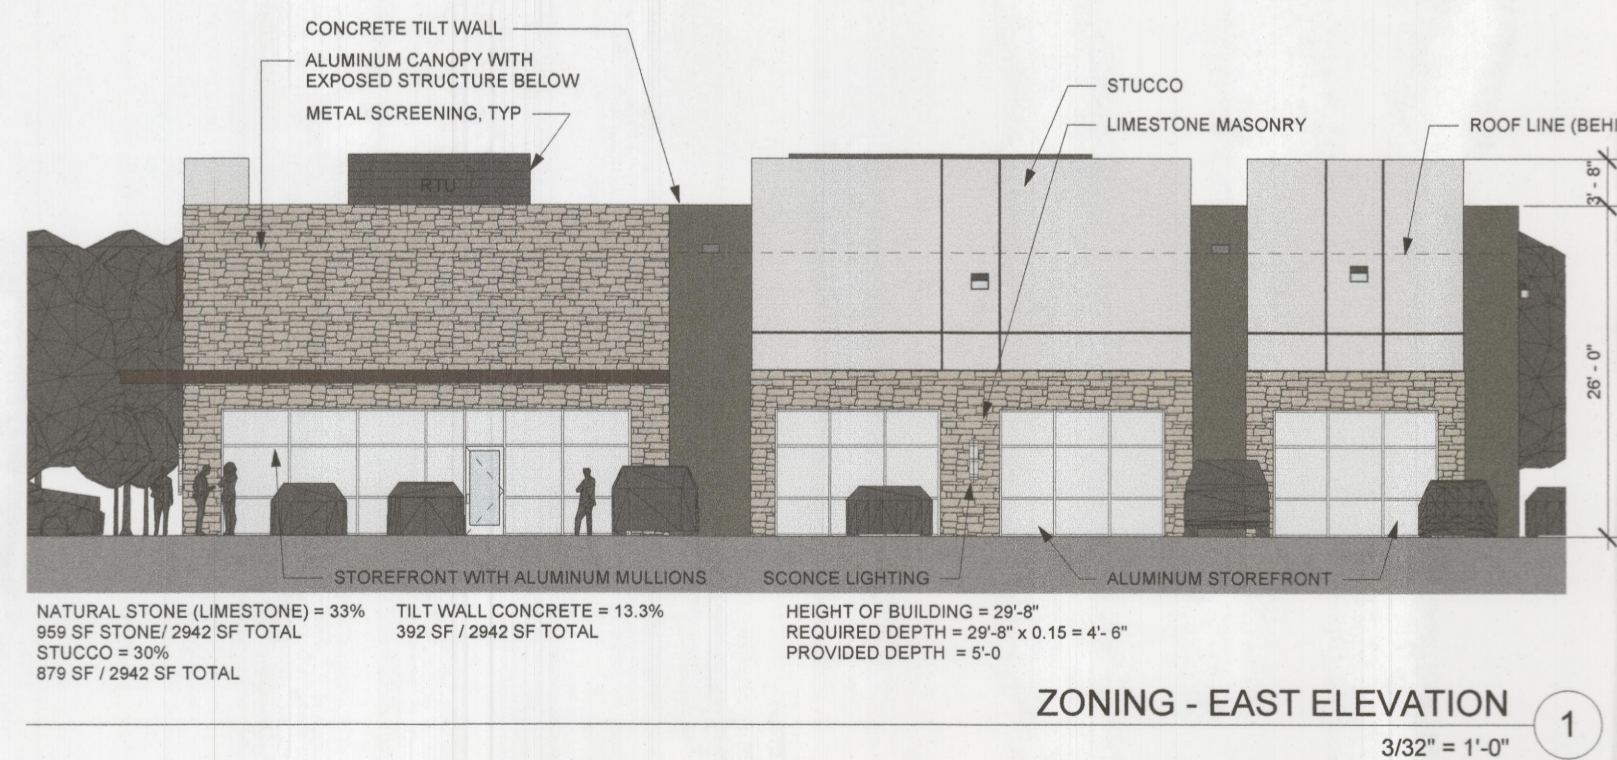 CONCRETE TILT WALL
ALUMINUM CANOPY WITH
EXPOSED STRUCTURE BELOW
METAL SCREENING, TYP
STUCCO
LIMESTONE MASONRY
ROOF LINE (BEHI
RTU
3' - 8"
26' - 0"
STOREFRONT WITH ALUMINUM MULLIONS
SCONCE LIGHTING
ALUMINUM STOREFRONT
NATURAL STONE (LIMESTONE) = 33%
959 SF STONE/ 2942 SF TOTAL
STUCCO = 30%
879 SF / 2942 SF TOTAL
TILT WALL CONCRETE = 13.3%
392 SF / 2942 SF TOTAL
HEIGHT OF BUILDING = 29'-8"
REQUIRED DEPTH = 29'-8" x 0.15 = 4'- 6"
PROVIDED DEPTH = 5'-0
ZONING - EAST ELEVATION
1
3/32" = 1'-0"